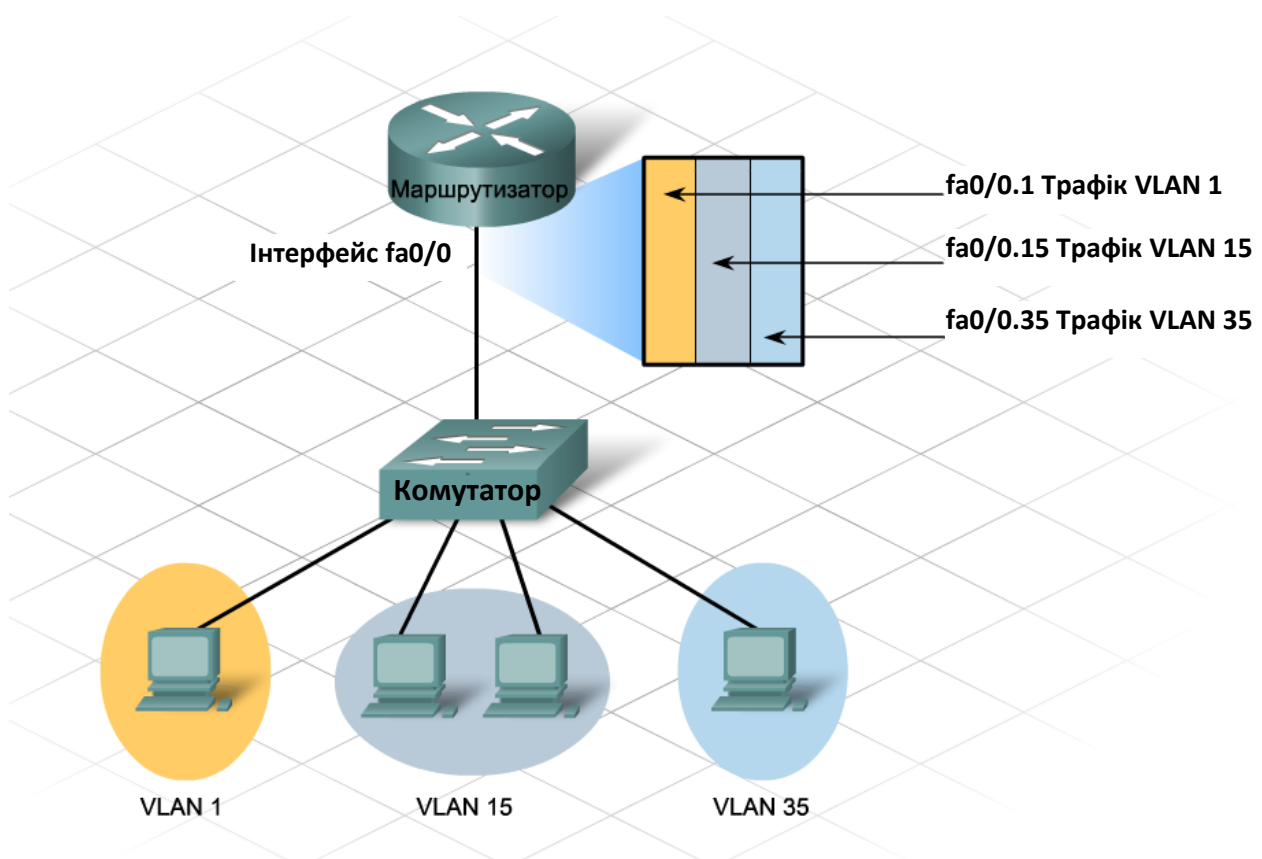 Маршрутизатор
Інтерфейс fa0/0
fa0/0.1 Трафік VLAN 1
fa0/0.15 Трафік VLAN 15
fa0/0.35 Трафік VLAN 35
Комутатор
VLAN 1
VLAN 15
VLAN 35